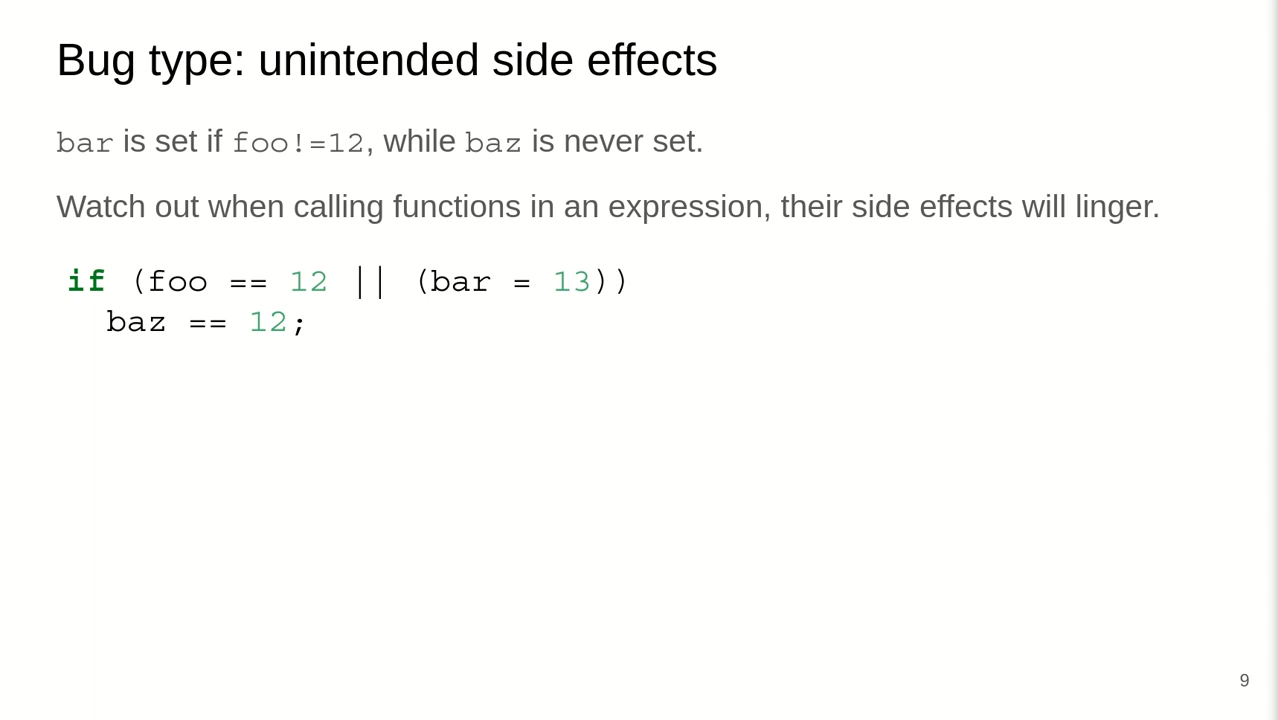 Bug type: unintended side effects
bar is set if foo!=12, while baz is never set.
Watch out when calling functions in an expression, their side effects will linger.
if (foo == 12 || (bar = 13))
  baz == 12;
9